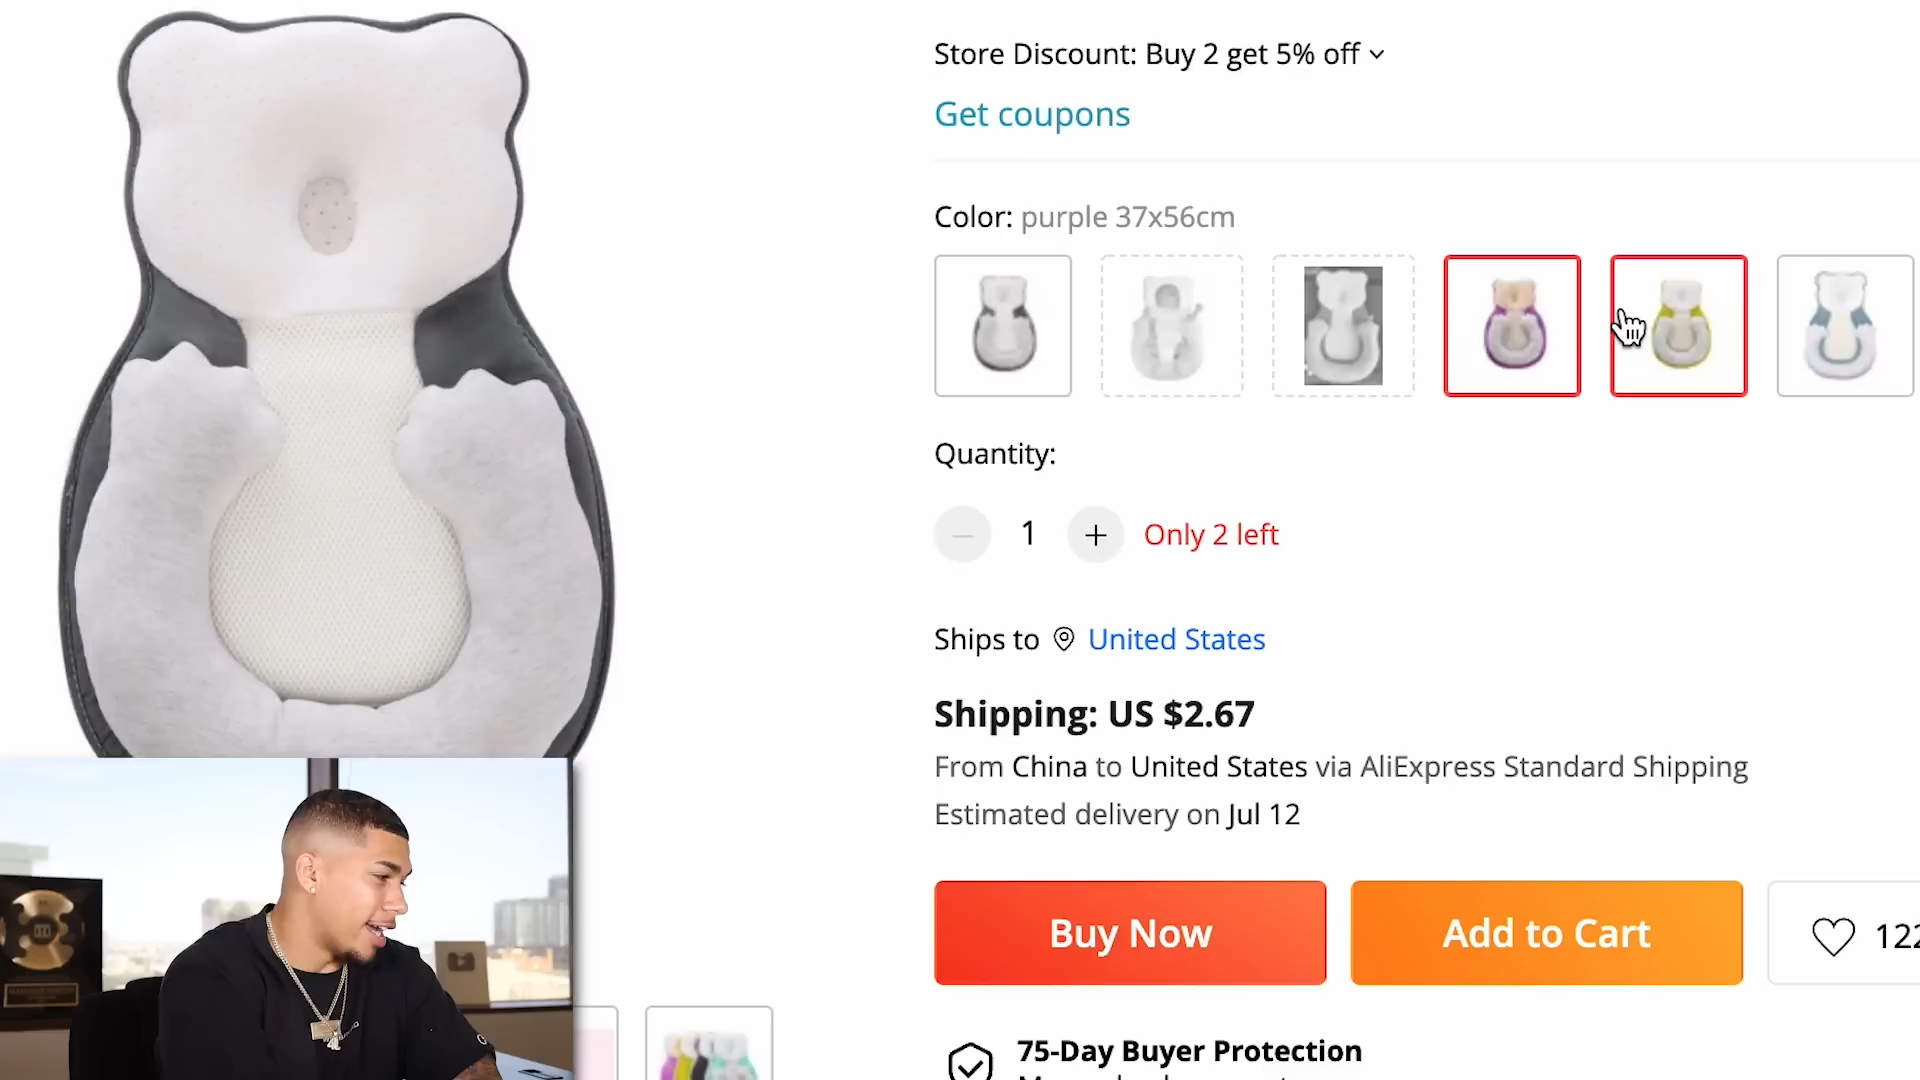 Store Discount: Buy 2 get 5% off
Get coupons
Color: purple 37x56cm
Quantity:
1
Only 2 left
Ships to United States
Shipping: US $2.67
From China to United States via AliExpress Standard Shipping
Estimated delivery on Jul 12
Buy Now
Add to Cart
122
75-Day Buyer Protection